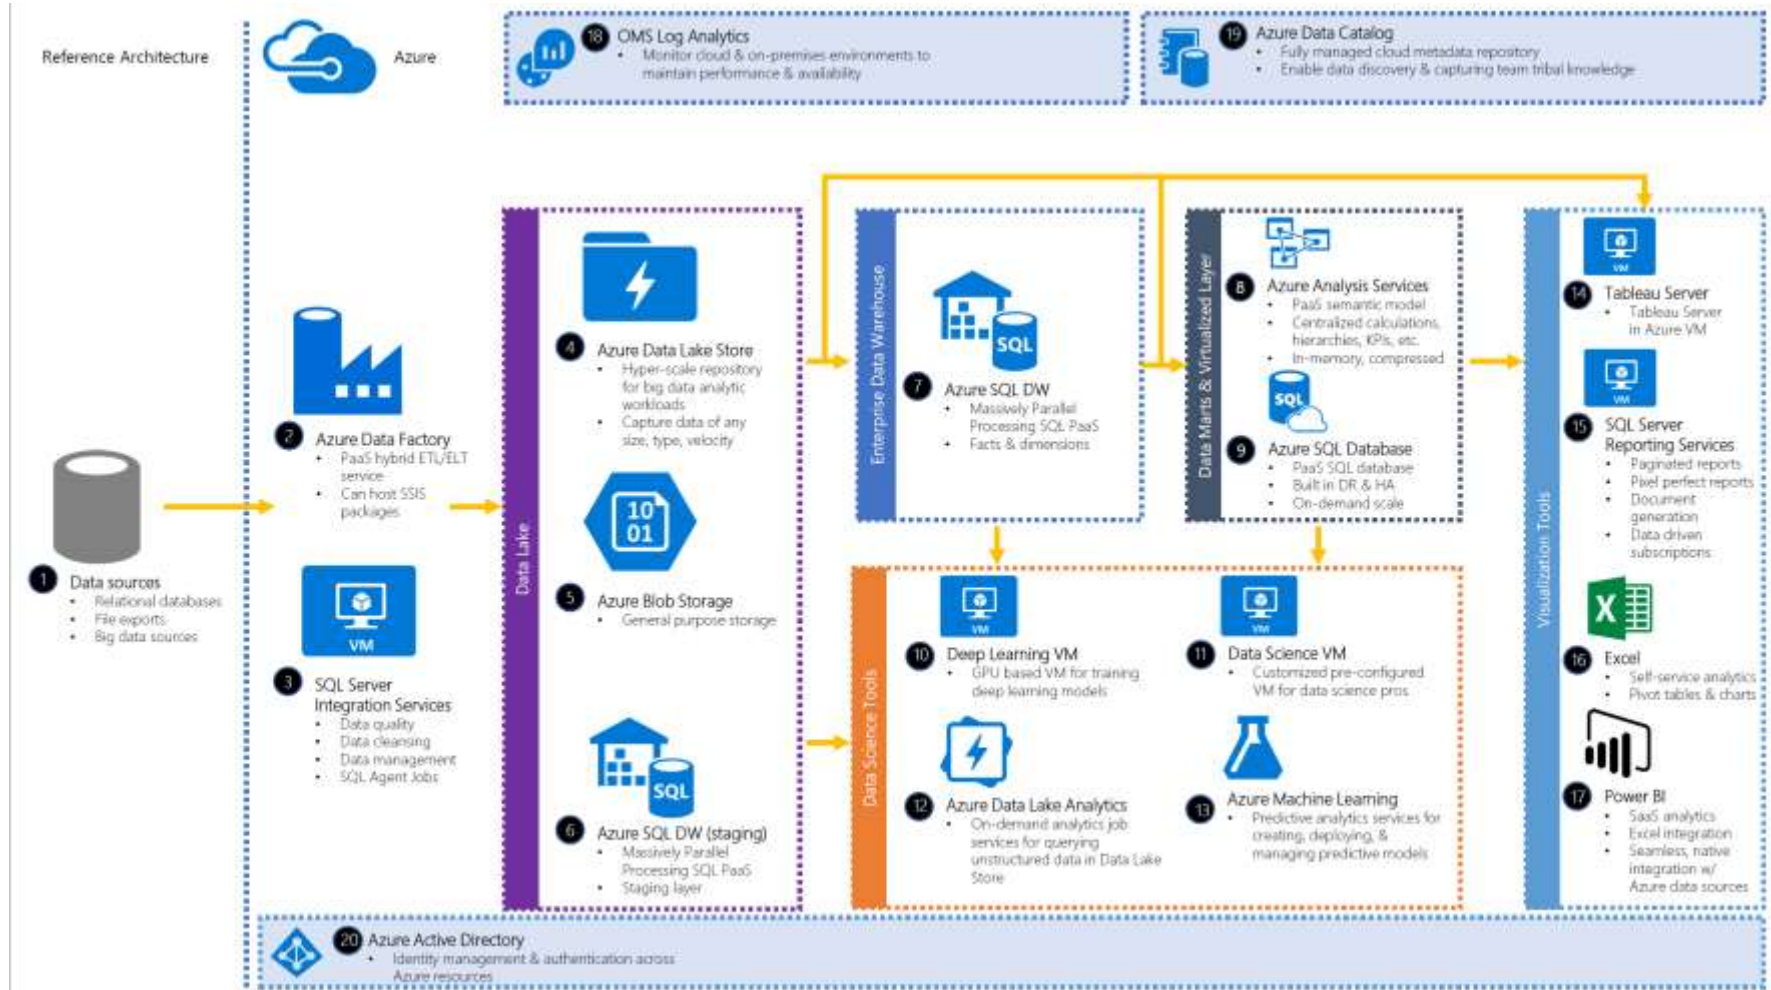 Reference Architecture
Azure
18 OMS Log Analytics
• Monitor cloud & on-premises environments to
maintain performance & availability
19 Azure Data Catalog
• Fully managed cloud metadata repository
• Enable data discovery & capturing team tribal knowledge
1 Data sources
• Relational databases
• File exports
• Big data sources
2 Azure Data Factory
• PaaS hybrid ETL/ELT
service
• Can host SSIS
packages
VM
3 SQL Server
Integration Services
• Data quality
• Data cleansing
• Data management
• SQL Agent Jobs
Data Lake
4 Azure Data Lake Store
• Hyper-scale repository
for big data analytic
workloads
• Capture data of any
size, type, velocity
10
01
5 Azure Blob Storage
• General purpose storage
SQL
6 Azure SQL DW (staging)
• Massively Parallel
Processing SQL PaaS
• Staging layer
Enterprise Data Warehouse
SQL
7 Azure SQL DW
• Massively Parallel
Processing SQL PaaS
• Facts & dimensions
Data Marts & Virtualized Layer
8 Azure Analysis Services
• PaaS semantic model
• Centralized calculations,
hierarchies, KPIs, etc.
• In-memory, compressed
SQL
9 Azure SQL Database
• PaaS SQL database
• Built in DR & HA
• On-demand scale
Data Science Tools
VM
10 Deep Learning VM
• GPU based VM for training
deep learning models
VM
11 Data Science VM
• Customized pre-configured
VM for data science pros
12 Azure Data Lake Analytics
• On-demand analytics job
services for querying
unstructured data in Data Lake
Store
13 Azure Machine Learning
• Predictive analytics services for
creating, deploying, &
managing predictive models
Visualization Tools
VM
14 Tableau Server
• Tableau Server
in Azure VM
VM
15 SQL Server
Reporting Services
• Paginated reports
• Pixel perfect reports
• Document
generation
• Data driven
subscriptions
X
16 Excel
• Self-service analytics
• Pivot tables & charts
17 Power BI
• SaaS analytics
• Excel integration
• Seamless, native
integration w/
Azure data sources
20 Azure Active Directory
• Identity management & authentication across
Azure resources